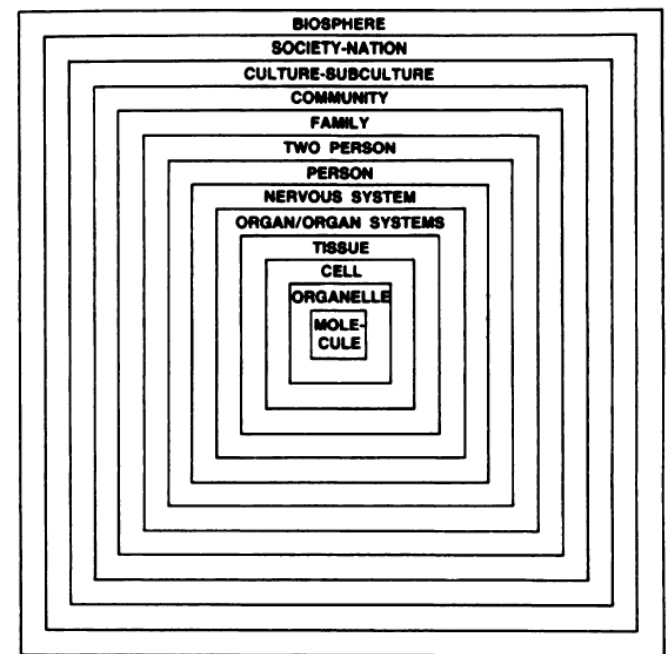 BIOSPHERE
SOCIETY-NATION
CULTURE-SUBCULTURE
COMMUNITY
FAMILY
TWO PERSON
PERSON
NERVOUS SYSTEM
ORGAN/ORGAN SYSTEMS
TISSUE
CELL
ORGANELLE
MOLE-
CULE